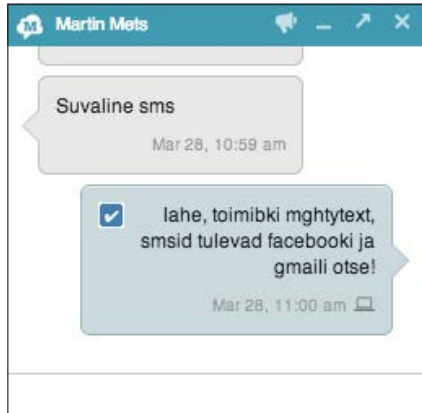 Martin Mets
Suvaline sms
Mar 28, 10:59 am
lahe, toimibki mghtytext,
smsid tulevad facebooki ja
gmaili otse!
Mar 28, 11:00 am